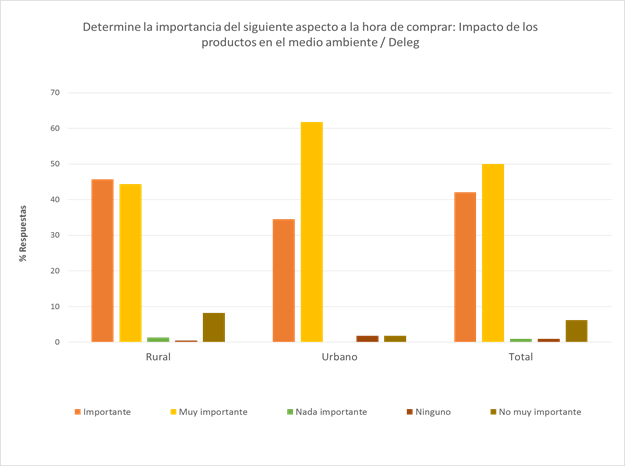 Determine la importancia del siguiente aspecto a la hora de comprar: Impacto de los
productos en el medio ambiente / Deleg
70
60
50
40
30
20
10
0
% Respuestas
Rural Urbano Total
Importante Muy importante Nada importante Ninguno No muy importante